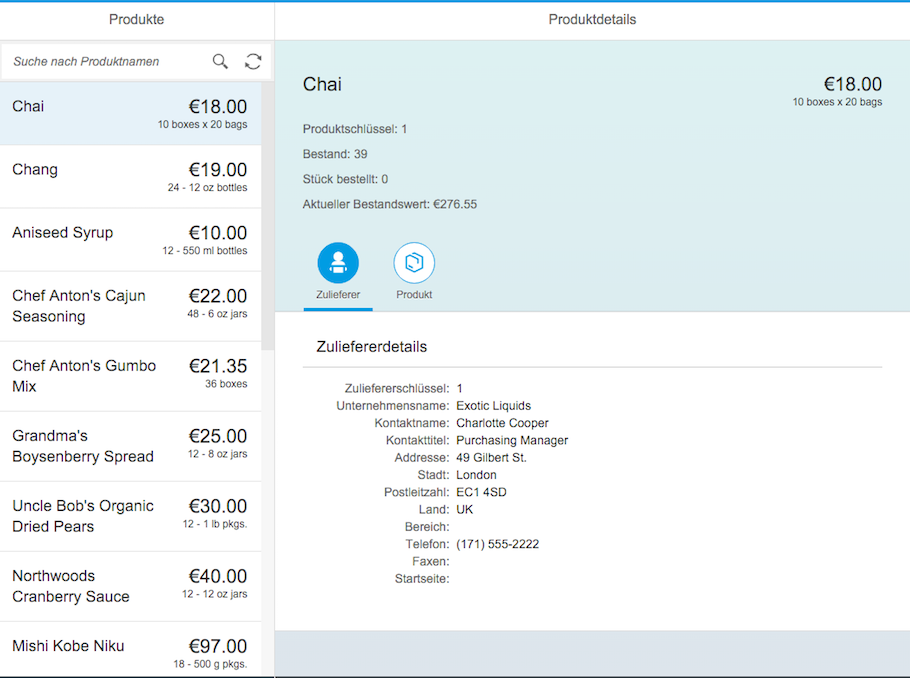 Produkte
Suche nach Produktnamen
Chai €18.00
10 boxes x 20 bags
Chang €19.00
24 - 12 oz bottles
Aniseed Syrup €10.00
12 - 550 ml bottles
Chef Anton's Cajun €22.00
Seasoning 48 - 6 oz jars
Chef Anton's Gumbo €21.35
Mix 36 boxes
Grandma's €25.00
Boysenberry Spread 12 - 8 oz jars
Uncle Bob's Organic €30.00
Dried Pears 12 - 1 lb pkgs.
Northwoods €40.00
Cranberry Sauce 12 - 12 oz jars
Mishi Kobe Niku €97.00
18 - 500 g pkgs.
Produktdetails
Chai €18.00
10 boxes x 20 bags
Produktschlüssel: 1
Bestand: 39
Stück bestellt: 0
Aktueller Bestandswert: €276.55
Zulieferer Produkt
Zuliefererdetails
Zuliefererschlüssel: 1
Unternehmensname: Exotic Liquids
Kontaktname: Charlotte Cooper
Kontakttitel: Purchasing Manager
Addresse: 49 Gilbert St.
Stadt: London
Postleitzahl: EC1 4SD
Land: UK
Bereich:
Telefon: (171) 555-2222
Faxen:
Startseite: